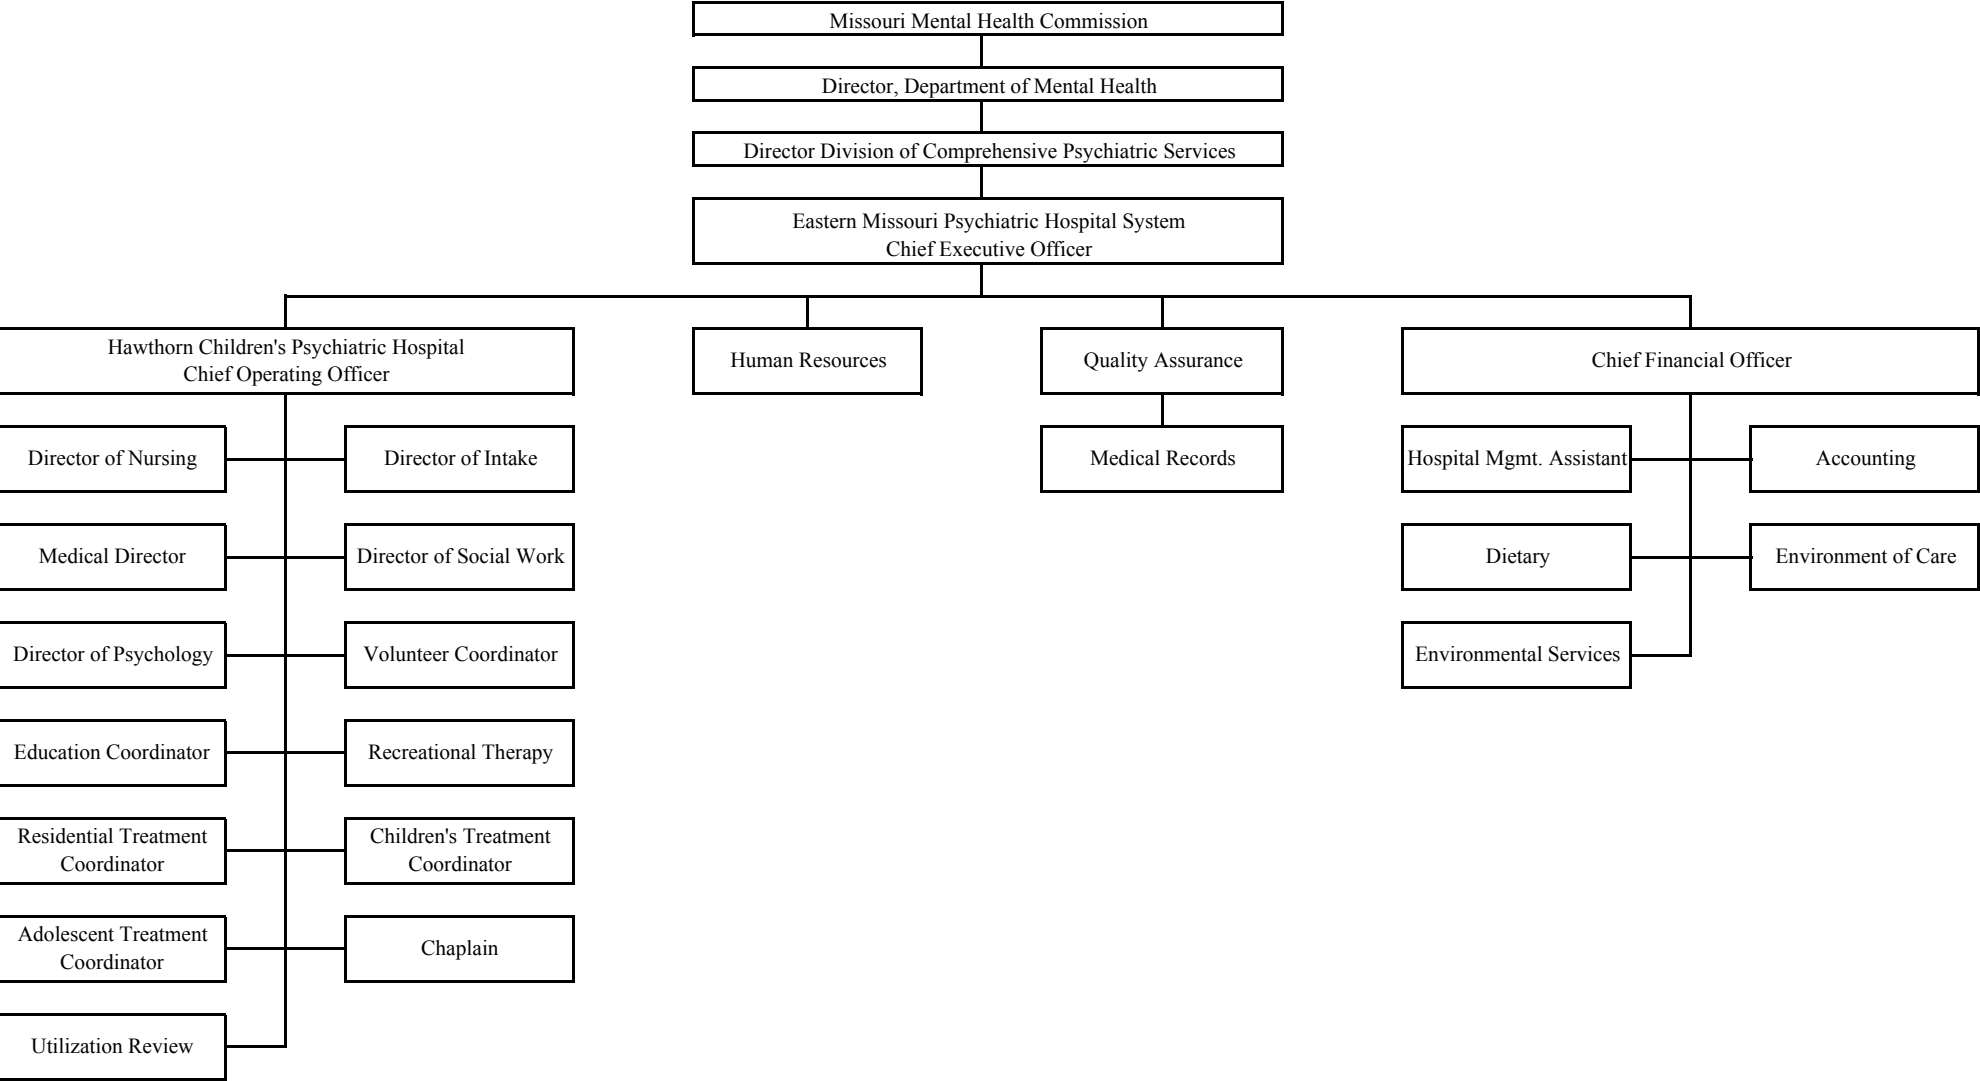 Missouri Mental Health Commission
Director, Department of Mental Health
Director Division of Comprehensive Psychiatric Services
Eastern Missouri Psychiatric Hospital System
Chief Executive Officer
Hawthorn Children's Psychiatric Hospital
Chief Operating Officer
Human Resources
Quality Assurance
Chief Financial Officer
Director of Nursing
Director of Intake
Medical Records
Hospital Mgmt. Assistant
Accounting
Medical Director
Director of Social Work
Dietary
Environment of Care
Director of Psychology
Volunteer Coordinator
Environmental Services
Education Coordinator
Recreational Therapy
Residential Treatment
Coordinator
Children's Treatment
Coordinator
Adolescent Treatment
Coordinator
Chaplain
Utilization Review